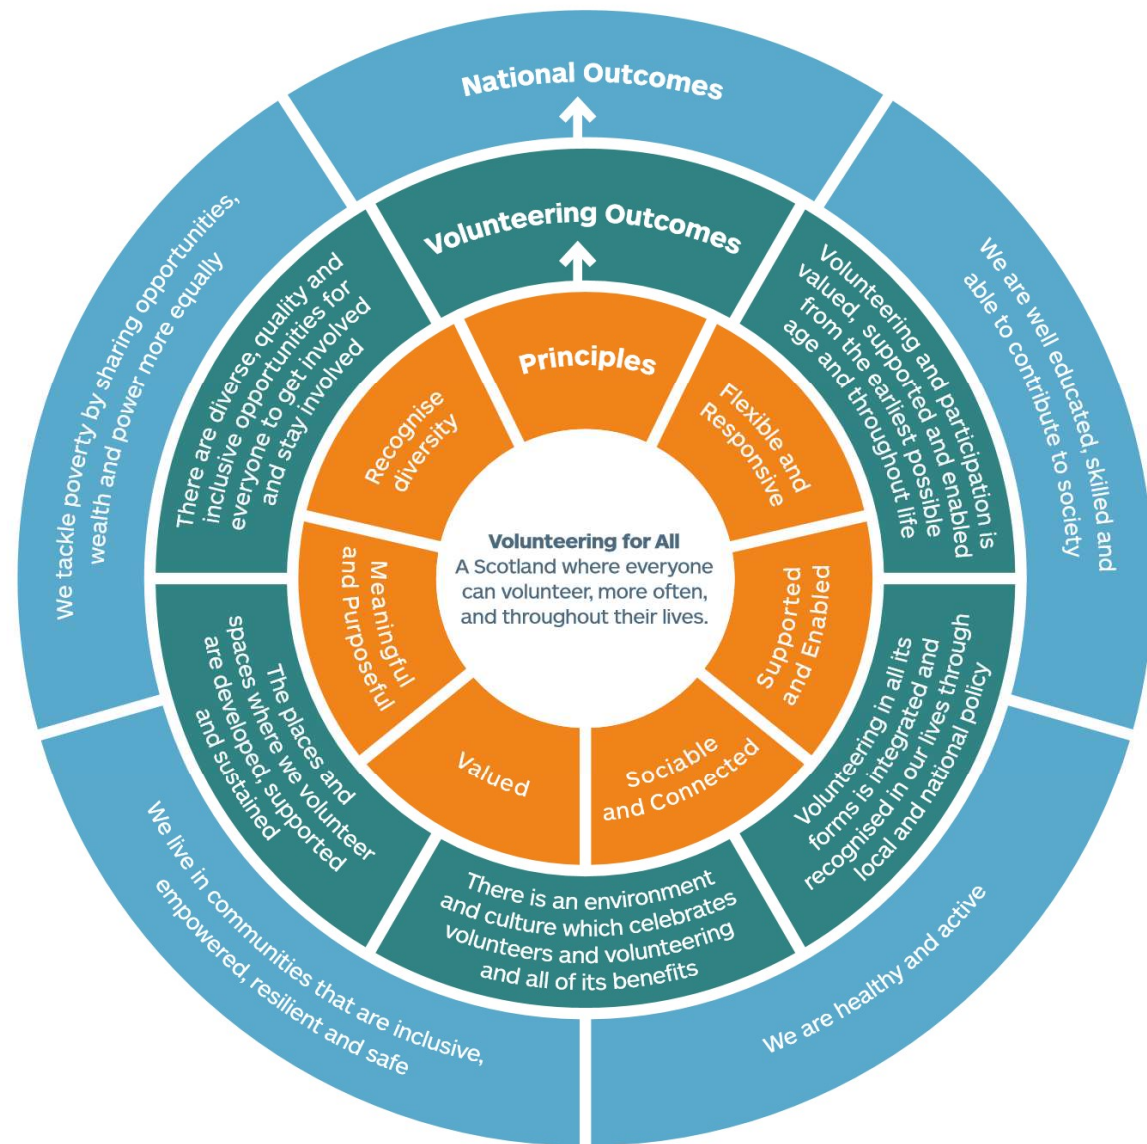 National Outcomes
We are well educated, skilled and
able to contribute to society
We are healthy and active
We live in communities that are inclusive,
empowered, resilient and safe
We tackle poverty by sharing opportunities,
wealth and power more equally
Volunteering Outcomes
Volunteering and participation is
valued, supported and enabled
from the earliest possible
age and throughout life
Volunteering in all its
forms is integrated and
recognised in our lives through
local and national policy
There is an environment
and culture which celebrates
volunteers and volunteering
and all of its benefits
The places and
spaces where we volunteer
are developed, supported
and sustained
There are diverse, quality and
inclusive opportunities for
everyone to get involved
and stay involved
Principles
Flexible and
Responsive
Supported
and Enabled
Sociable
and Connected
Valued
Meaningful
and Purposeful
Recognise
diversity
Volunteering for All
A Scotland where everyone
can volunteer, more often,
and throughout their lives.